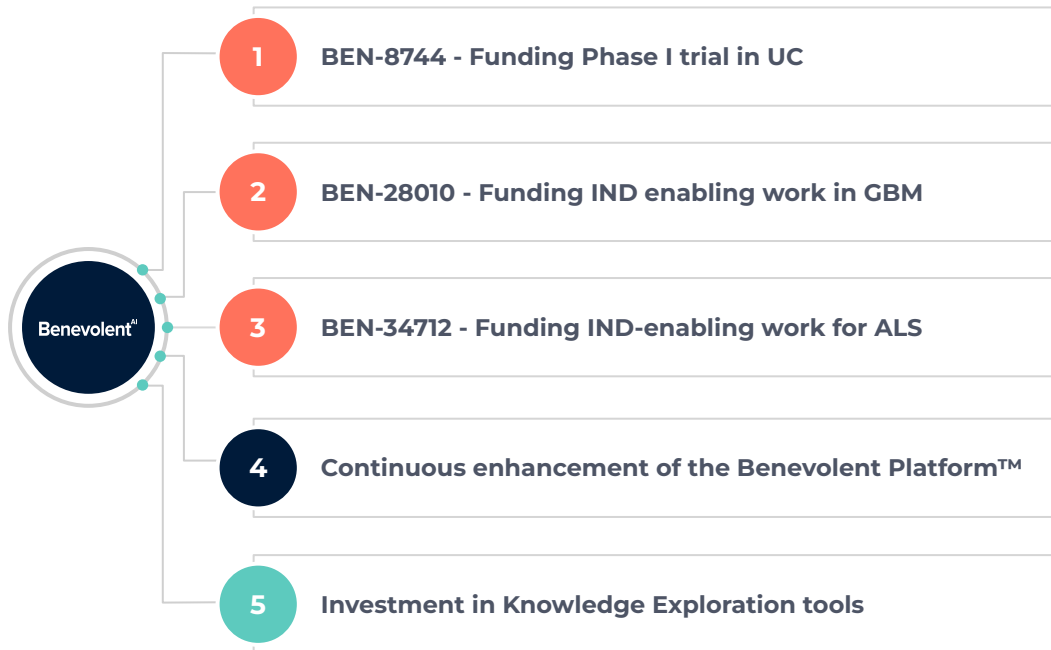 1
BEN-8744 - Funding Phase I trial in UC
2
BEN-28010 - Funding IND enabling work in GBM
Benevolent^AI
3
BEN-34712 - Funding IND-enabling work for ALS
4
Continuous enhancement of the Benevolent Platform™
5
Investment in Knowledge Exploration tools